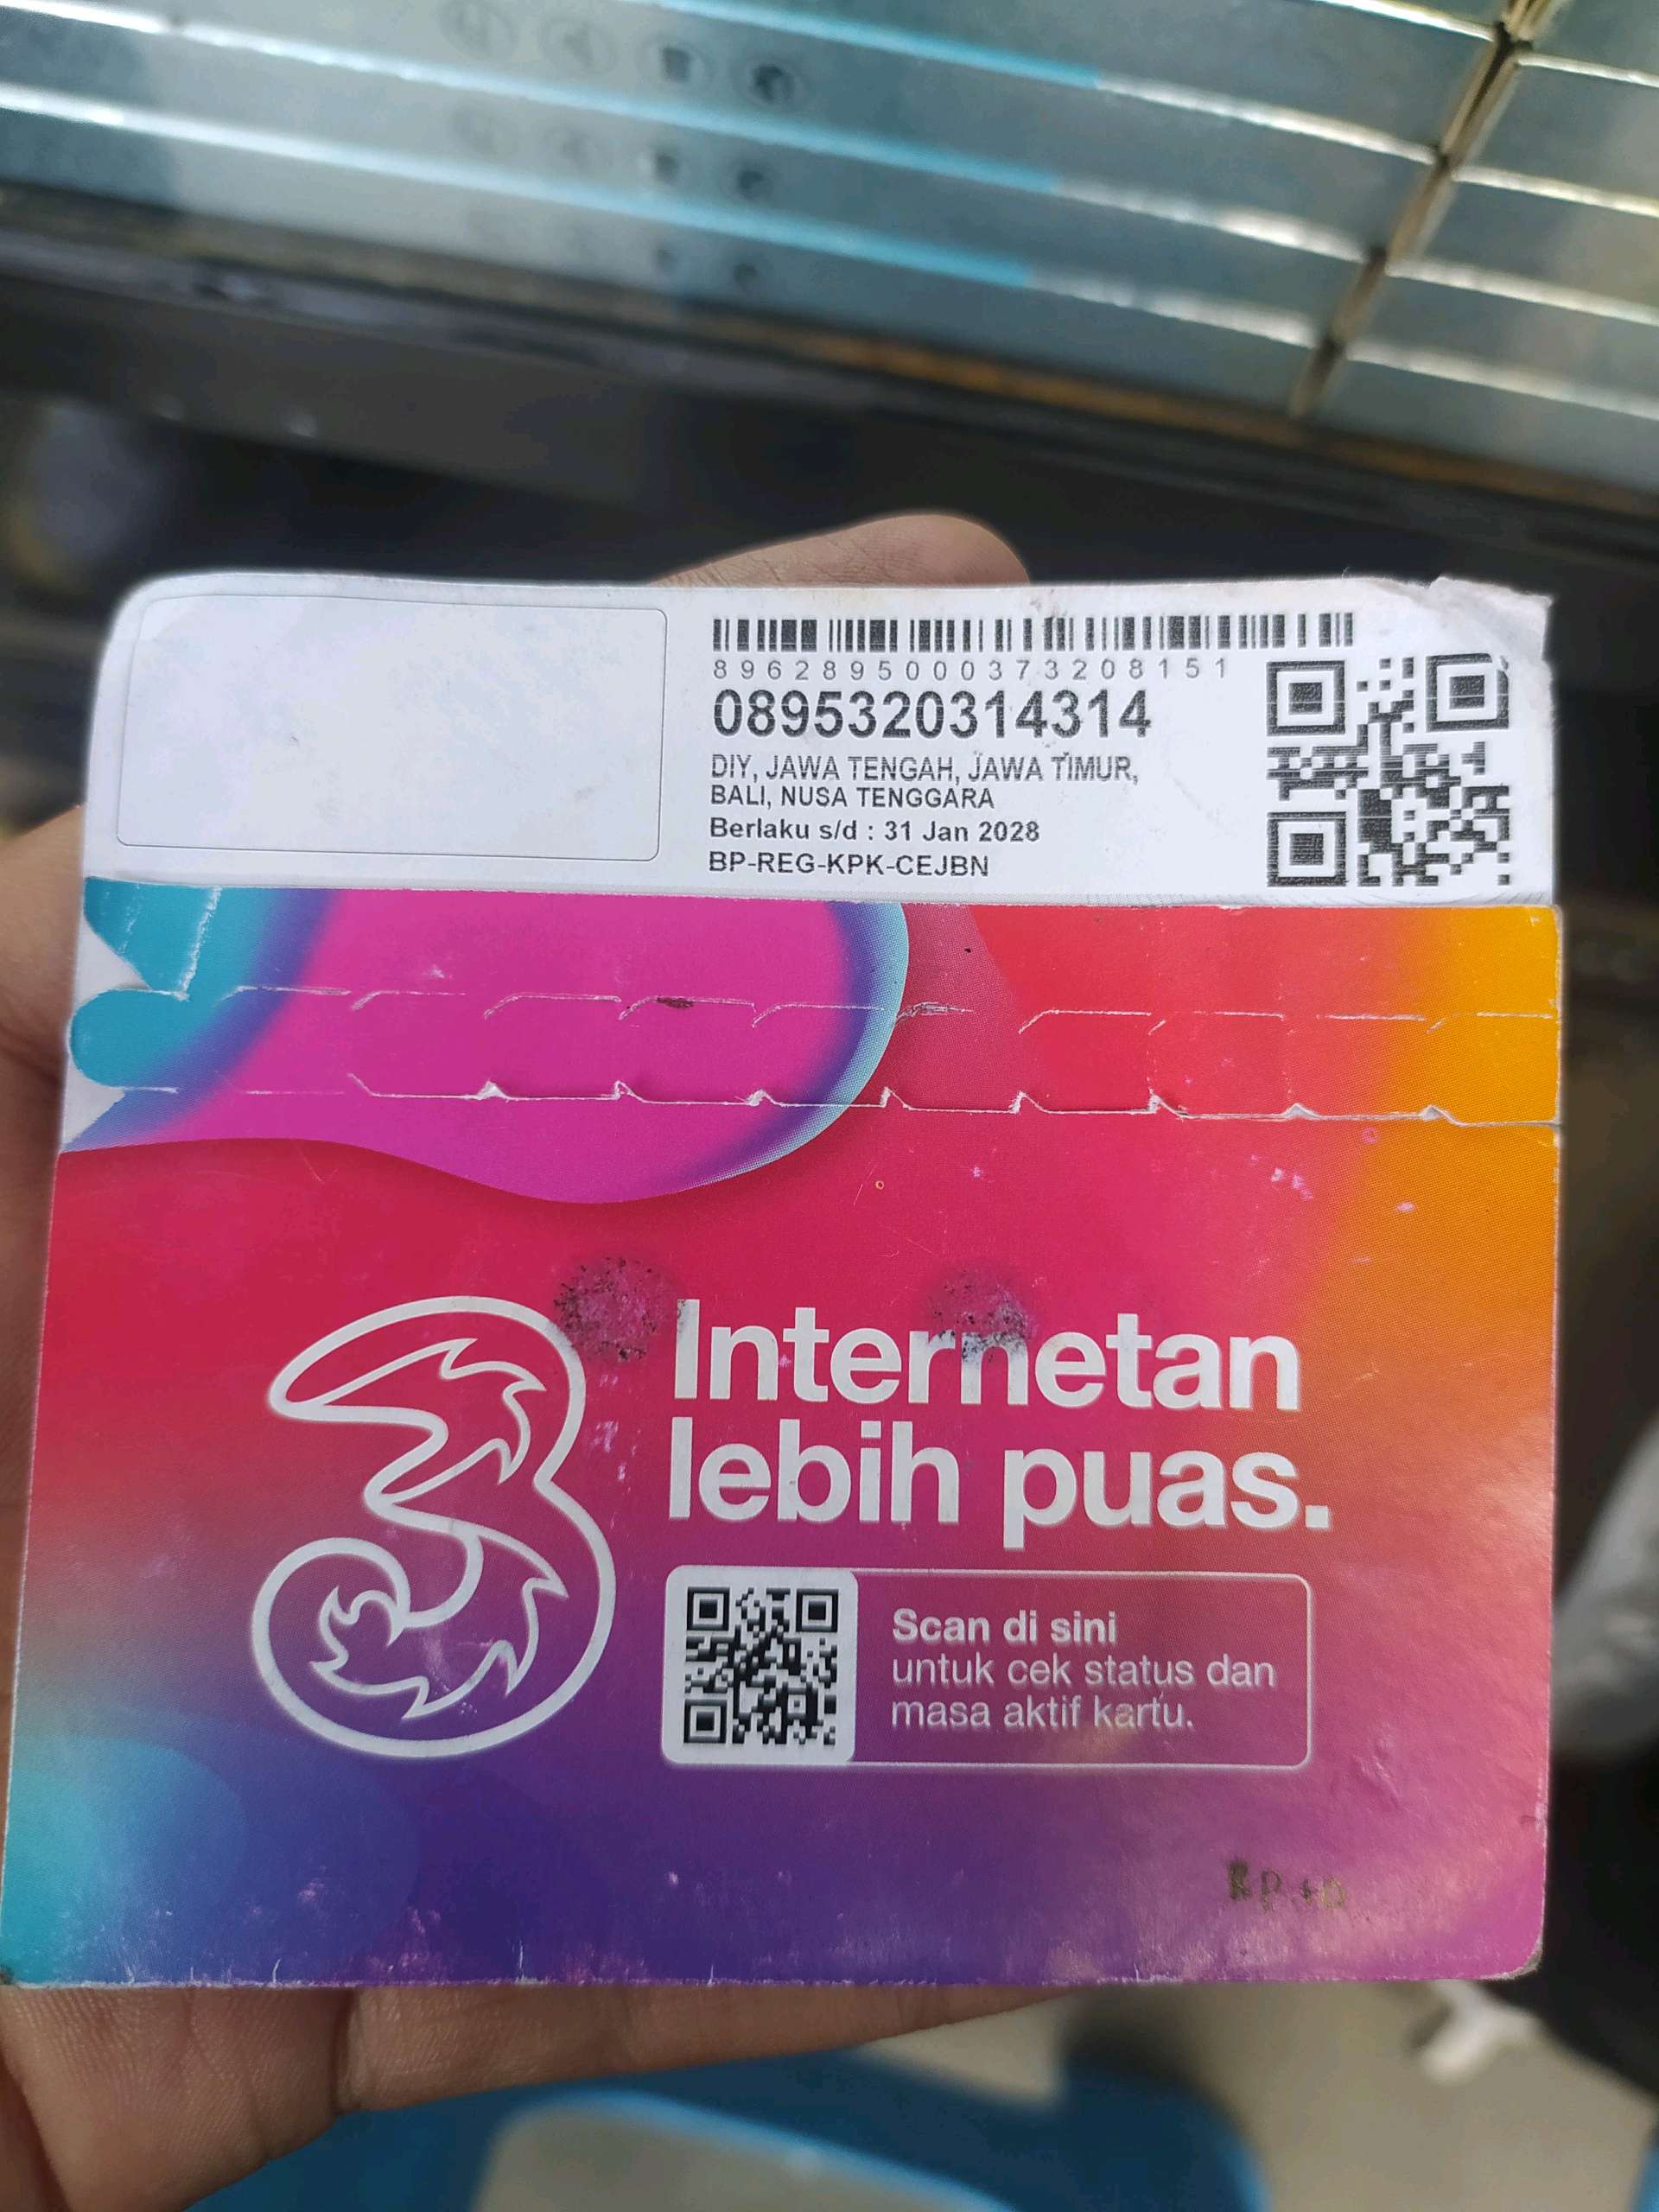 8962895000373208151
0895320314314
DIY, JAWA TENGAH, JAWA TIMUR,
BALI, NUSA TENGGARA
Berlaku s/d : 31 Jan 2028
BP-REG-KPK-CEJBN
3
Internetan
lebih puas.
Scan di sini
untuk cek status dan
masa aktif kartu.